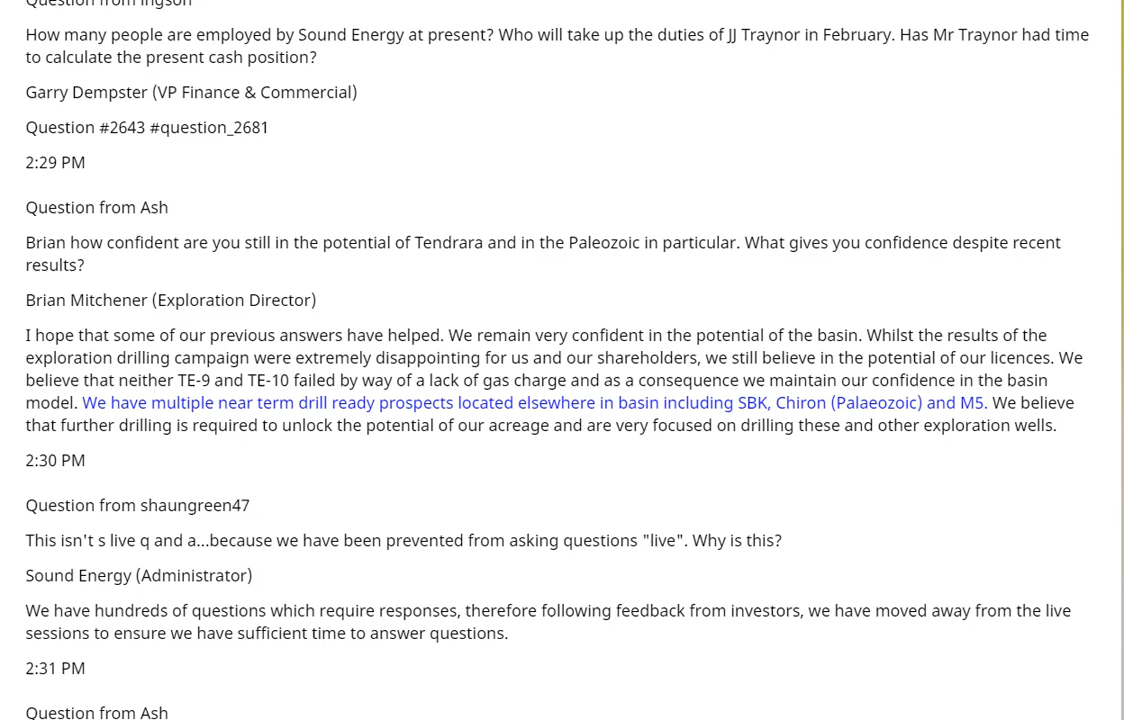 Question from Ingson
How many people are employed by Sound Energy at present? Who will take up the duties of JJ Traynor in February. Has Mr Traynor had time
to calculate the present cash position?
Garry Dempster (VP Finance & Commercial)
Question #2643 #question_2681
2:29 PM
Question from Ash
Brian how confident are you still in the potential of Tendrara and in the Paleozoic in particular. What gives you confidence despite recent
results?
Brian Mitchener (Exploration Director)
I hope that some of our previous answers have helped. We remain very confident in the potential of the basin. Whilst the results of the
exploration drilling campaign were extremely disappointing for us and our shareholders, we still believe in the potential of our licences. We
believe that neither TE-9 and TE-10 failed by way of a lack of gas charge and as a consequence we maintain our confidence in the basin
model. We have multiple near term drill ready prospects located elsewhere in basin including SBK, Chiron (Palaeozoic) and M5. We believe
that further drilling is required to unlock the potential of our acreage and are very focused on drilling these and other exploration wells.
2:30 PM
Question from shaungreen47
This isn't s live q and a...because we have been prevented from asking questions "live". Why is this?
Sound Energy (Administrator)
We have hundreds of questions which require responses, therefore following feedback from investors, we have moved away from the live
sessions to ensure we have sufficient time to answer questions.
2:31 PM
Question from Ash